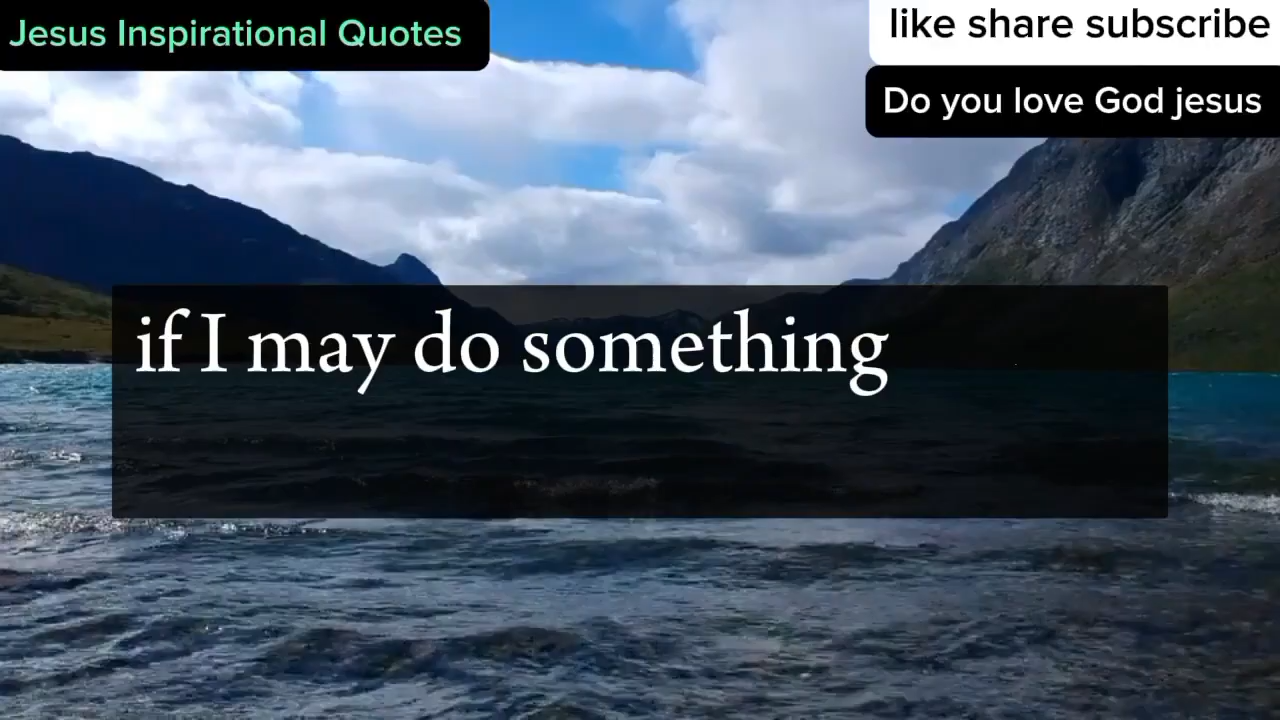 Jesus Inspirational Quotes
like share subscribe
Do you love God jesus
if I may do something